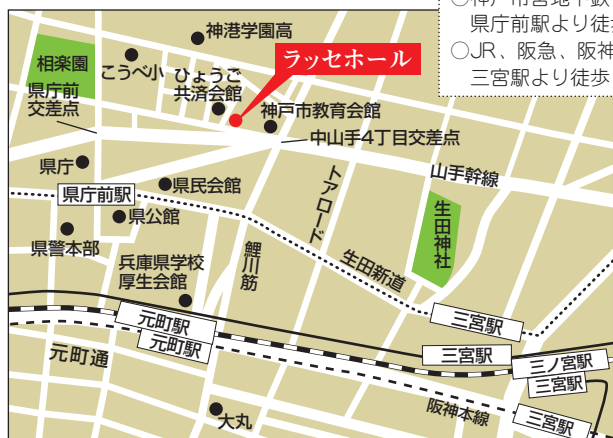 ○神戸市営地下鉄
県庁前駅より徒歩
○JR、阪急、阪神
三宮駅より徒歩
神港学園高
相楽園
こうべ小
ひょうご
共済会館
ラッセホール
県庁前
交差点
神戸市教育会館
中山手4丁目交差点
県庁
山手幹線
県庁前駅
県民会館
トアロード
生田神社
県公館
県警本部
鯉川筋
生田新道
兵庫県学校
厚生会館
元町駅
元町駅
三宮駅
三宮駅
三ノ宮駅
三宮駅
元町通
大丸
阪神本線
三宮駅